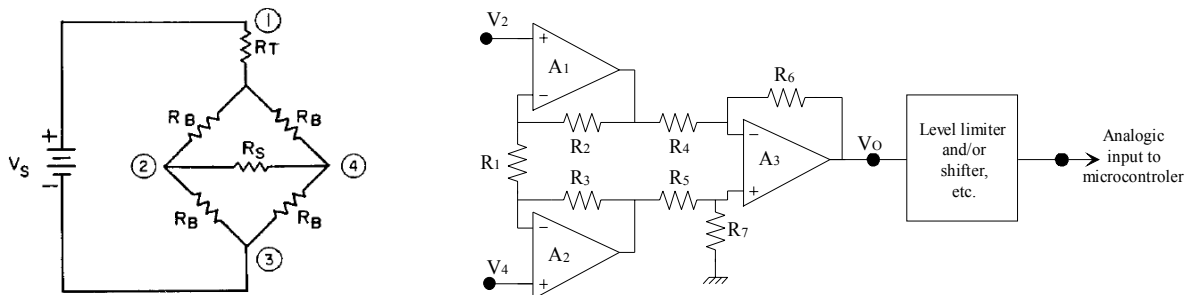 1
RT
RB
RB
+
VS
-
2
RS
4
RB
RB
3
V2
+
A1
-
R6
R2
R4
-
R1
A3
VO
Level limiter
and/or
shifter,
etc.
Analogic
input to
microcontroler
R3
R5
+
-
R7
A2
V4
+